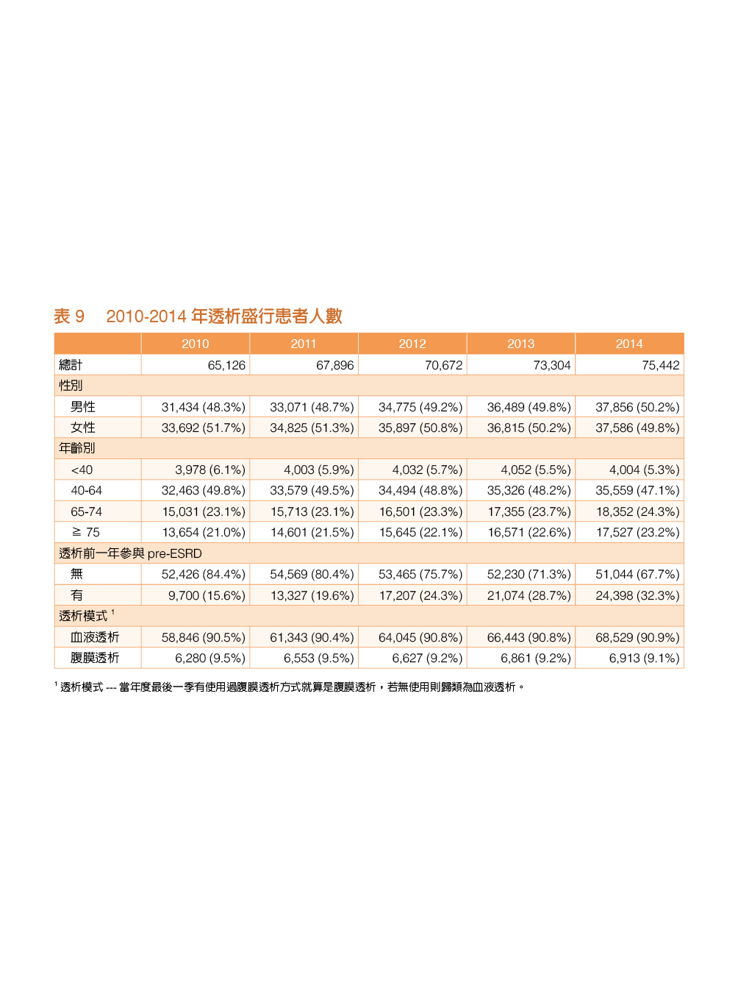 表 9 2010-2014 年透析盛行患者人數
2010 2011 2012 2013 2014
總計 65,126 67,896 70,672 73,304 75,442
性別
男性 31,434 (48.3%) 33,071 (48.7%) 34,775 (49.2%) 36,489 (49.8%) 37,856 (50.2%)
女性 33,692 (51.7%) 34,825 (51.3%) 35,897 (50.8%) 36,815 (50.2%) 37,586 (49.8%)
年齡別
<40 3,978 (6.1%) 4,003 (5.9%) 4,032 (5.7%) 4,052 (5.5%) 4,004 (5.3%)
40-64 32,463 (49.8%) 33,579 (49.5%) 34,494 (48.8%) 35,326 (48.2%) 35,559 (47.1%)
65-74 15,031 (23.1%) 15,713 (23.1%) 16,501 (23.3%) 17,355 (23.7%) 18,352 (24.3%)
≧ 75 13,654 (21.0%) 14,601 (21.5%) 15,645 (22.1%) 16,571 (22.6%) 17,527 (23.2%)
透析前一年參與 pre-ESRD
無 52,426 (84.4%) 54,569 (80.4%) 53,465 (75.7%) 52,230 (71.3%) 51,044 (67.7%)
有 9,700 (15.6%) 13,327 (19.6%) 17,207 (24.3%) 21,074 (28.7%) 24,398 (32.3%)
透析模式 1
血液透析 58,846 (90.5%) 61,343 (90.4%) 64,045 (90.8%) 66,443 (90.8%) 68,529 (90.9%)
腹膜透析 6,280 (9.5%) 6,553 (9.5%) 6,627 (9.2%) 6,861 (9.2%) 6,913 (9.1%)
1 透析模式 --- 當年度最後一季有使用過腹膜透析方式就算是腹膜透析，若無使用則歸類為血液透析。